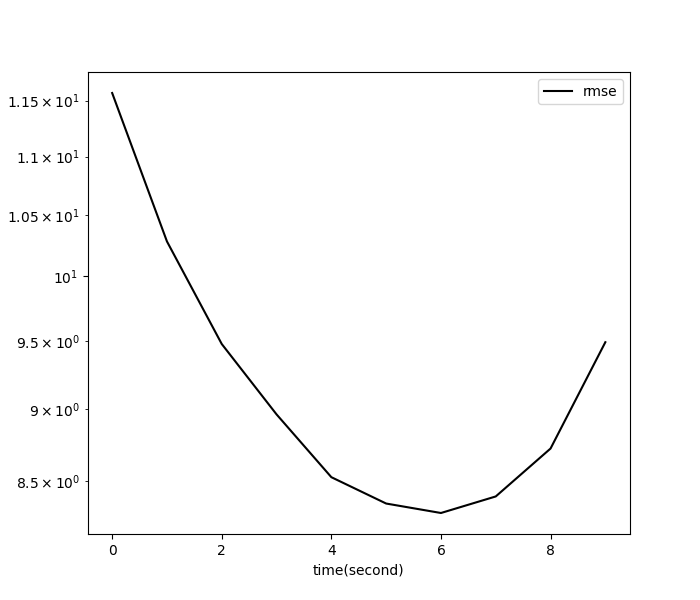 rmse
1.15 × 10¹
1.1 × 10¹
1.05 × 10¹
10¹
9.5 × 10⁰
9 × 10⁰
8.5 × 10⁰
0 2 4 6 8
time(second)